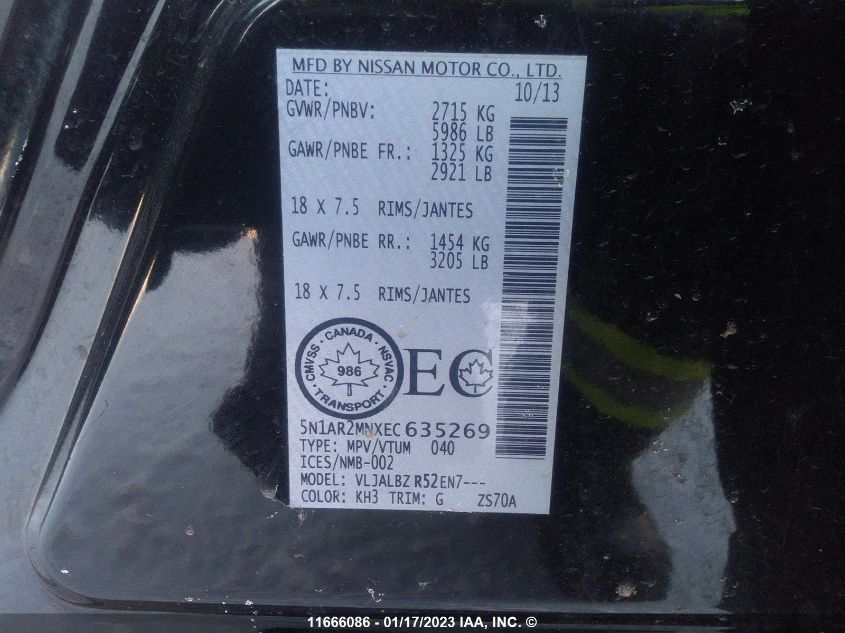 MFD BY NISSAN MOTOR CO., LTD.
DATE: 10/13
GVWR/PNBV: 2715 KG
5986 LB
GAWR/PNBE FR.: 1325 KG
2921 LB
18 X 7.5 RIMS/JANTES
GAWR/PNBE RR.: 1454 KG
3205 LB
18 X 7.5 RIMS/JANTES
CMVSS · CANADA · NSVAC
986
· TRANSPORT ·
EC
5N1AR2MNXEC635269
TYPE: MPV/VTUM 040
ICES/NMB-002
MODEL: VLJALBZ R52EN7---
COLOR: KH3 TRIM: G ZS70A
11666086 - 01/17/2023 IAA, INC. ©